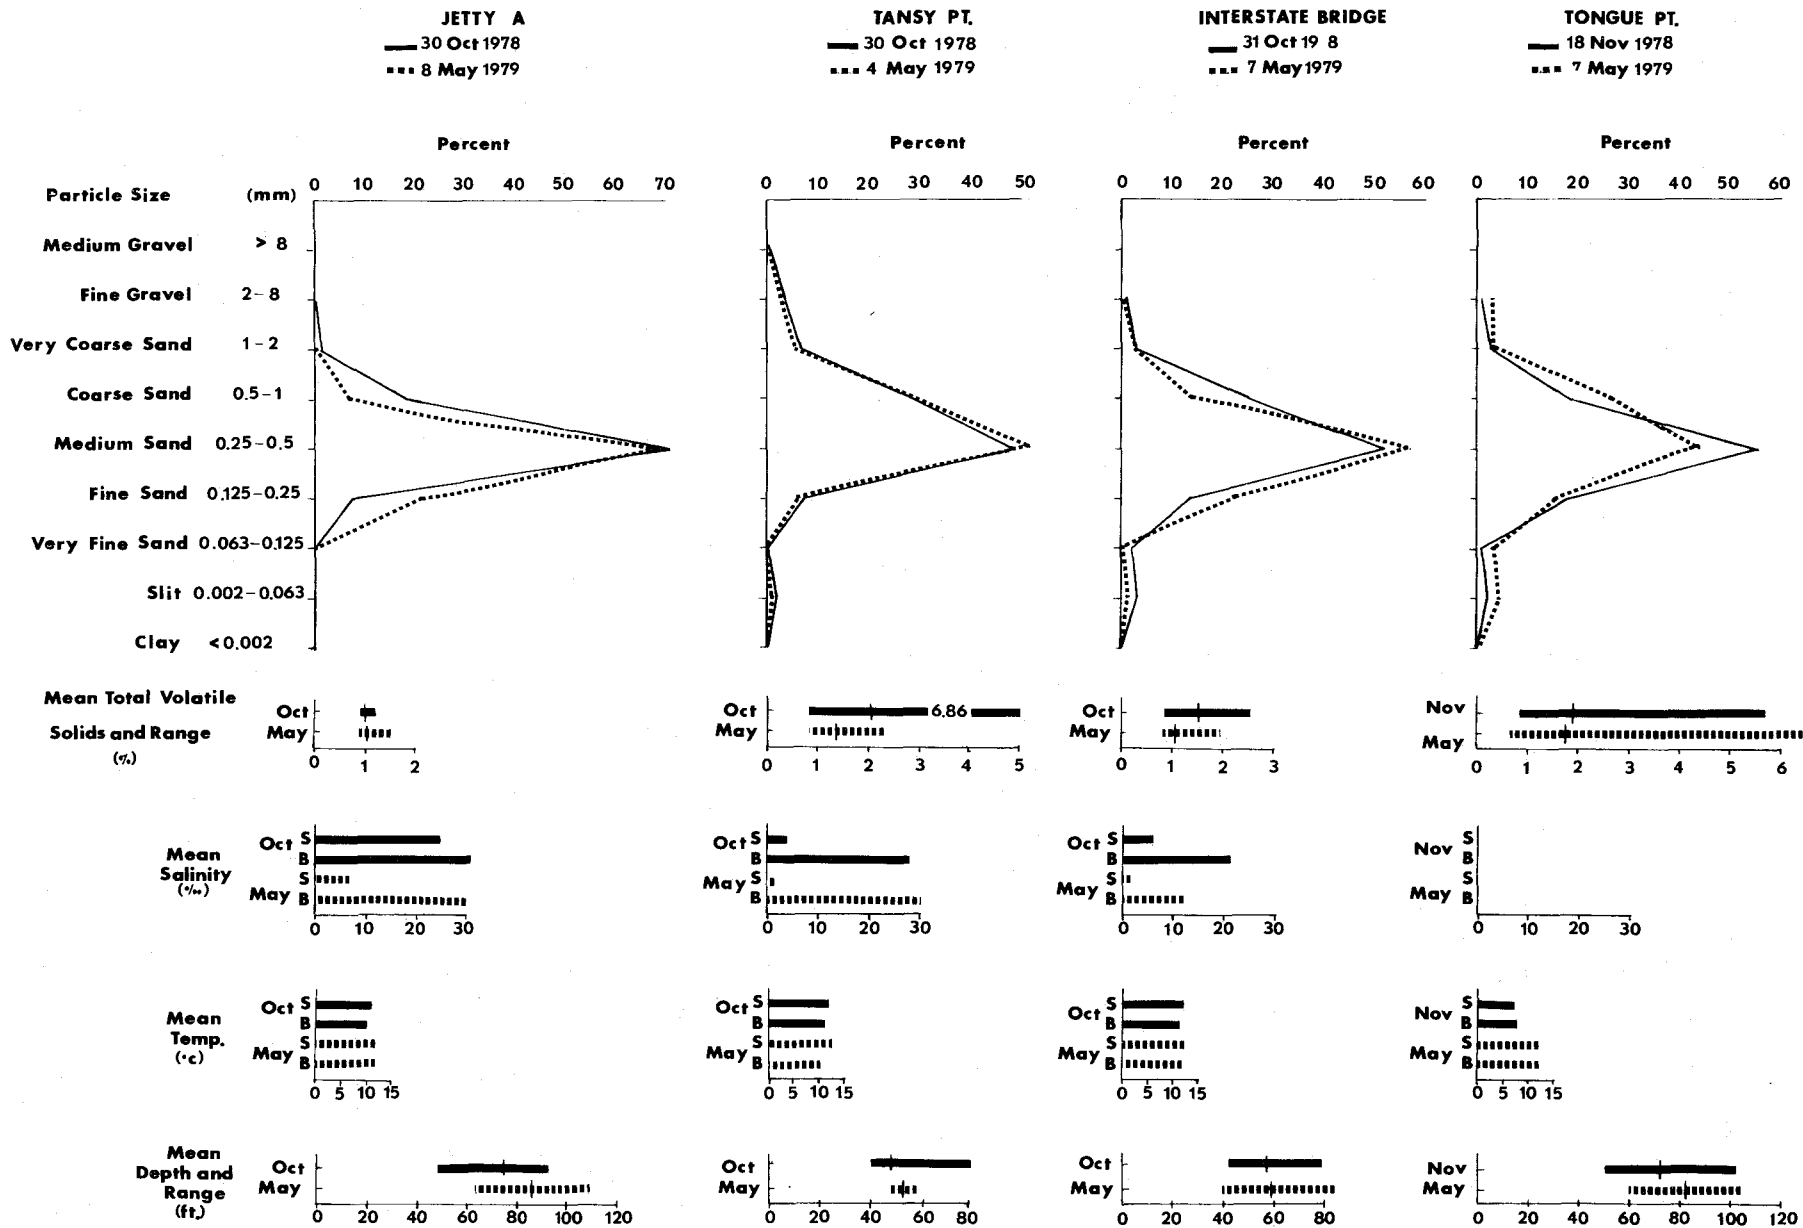 JETTY A
30 Oct 1978
8 May 1979
TANSY PT.
30 Oct 1978
4 May 1979
INTERSTATE BRIDGE
31 Oct 19 8
7 May 1979
TONGUE PT.
18 Nov 1978
7 May 1979
Percent
Percent
Percent
Percent
Particle Size (mm)
0 10 20 30 40 50 60 70
0 10 20 30 40 50
0 10 20 30 40 50 60
0 10 20 30 40 50 60
Medium Gravel > 8
Fine Gravel 2-8
Very Coarse Sand 1-2
Coarse Sand 0.5-1
Medium Sand 0.25-0.5
Fine Sand 0.125-0.25
Very Fine Sand 0.063-0.125
Slit 0.002-0.063
Clay <0.002
Mean Total Volatile
Solids and Range
(%)
Oct
May
0 1 2
Oct 6.86
May
0 1 2 3 4 5
Oct
May
0 1 2 3
Nov
May
0 1 2 3 4 5 6
Mean
Salinity
(‰)
Oct S
B
May S
B
0 10 20 30
Oct S
B
May S
B
0 10 20 30
Oct S
B
May S
B
0 10 20 30
Nov S
B
May S
B
0 10 20 30
Mean
Temp.
(°c)
Oct S
B
May S
B
0 5 10 15
Oct S
B
May S
B
0 5 10 15
Oct S
B
May S
B
0 5 10 15
Nov S
B
May S
B
0 5 10 15
Mean
Depth and
Range
(ft.)
Oct
May
0 20 40 60 80 100 120
Oct
May
0 20 40 60 80
Oct
May
0 20 40 60 80
Nov
May
0 20 40 60 80 100 120